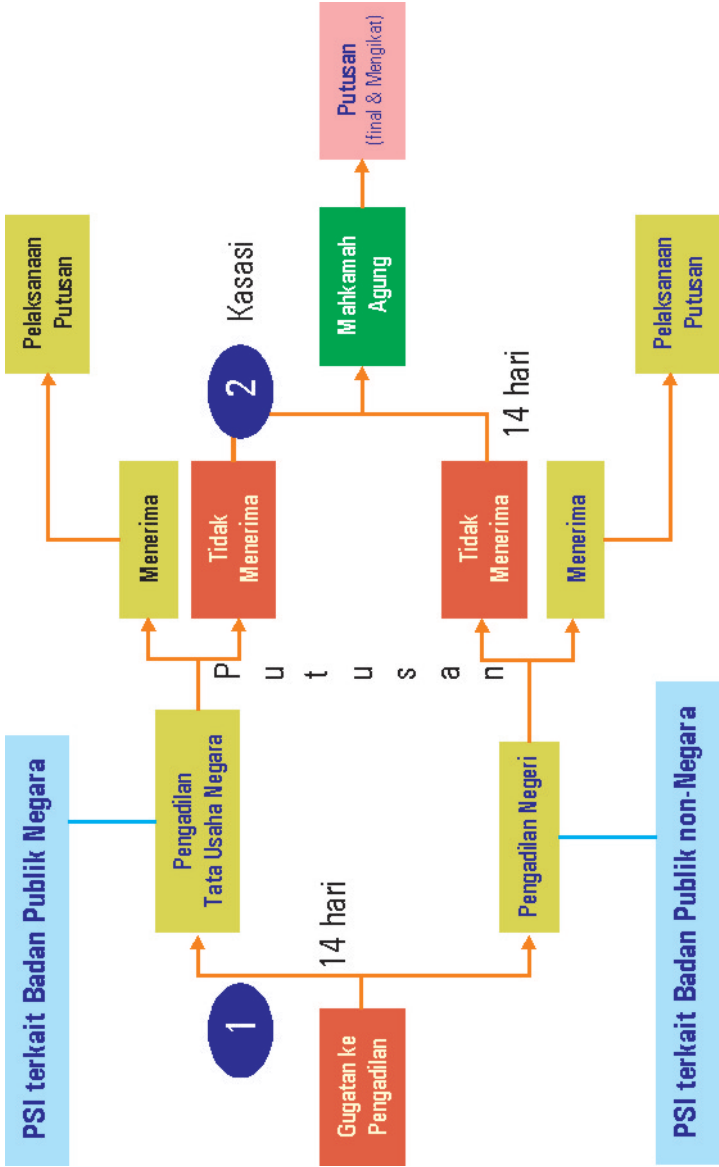 PSI terkait Badan Publik Negara
1
Gugatan ke
Pengadilan
14 hari
Pengadilan
Tata Usaha Negara
Pengadilan Negeri
PSI terkait Badan Publik non-Negara
Putusan
Menerima
Tidak
Menerima
Tidak
Menerima
Menerima
Pelaksanaan
Putusan
2
Kasasi
14 hari
Mahkamah
Agung
Pelaksanaan
Putusan
Putusan
(final & Mengikat)